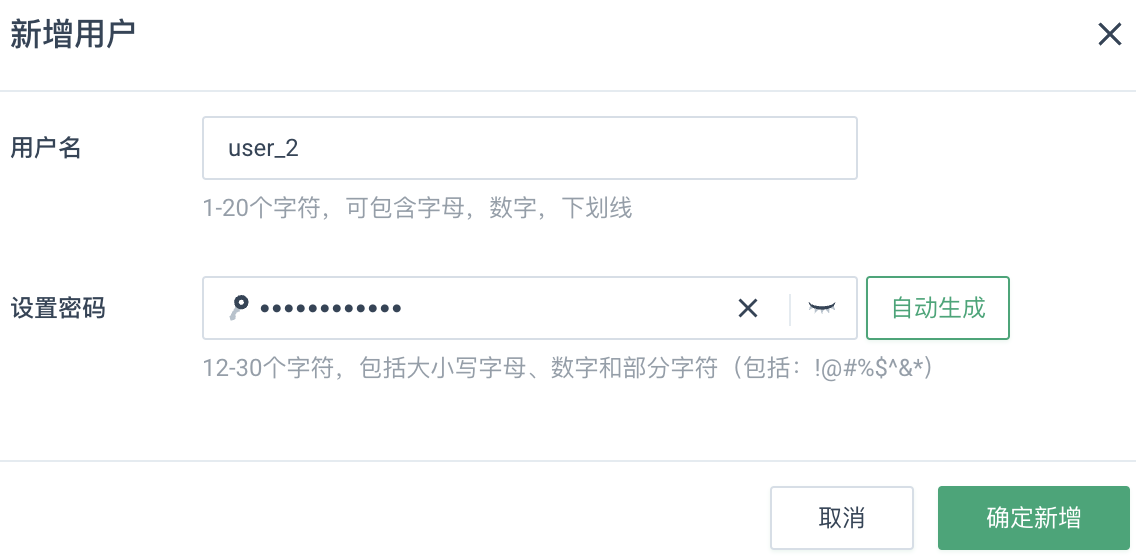 新增用户
用户名
user_2
1-20个字符，可包含字母，数字，下划线
设置密码
••••••••••••
自动生成
12-30个字符，包括大小写字母、数字和部分字符（包括：!@#%$^&*）
取消
确定新增